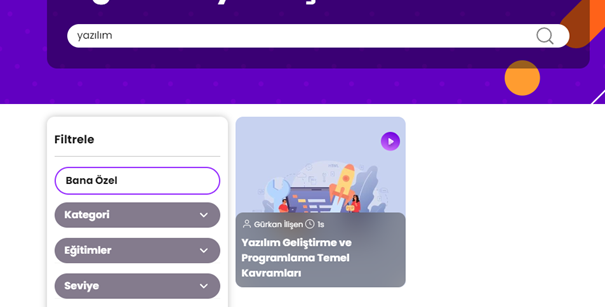 yazılım
Filtrele
Bana Özel
Kategori
Eğitimler
Seviye
Gürkan İlişen 1s
Yazılım Geliştirme ve
Programlama Temel
Kavramları